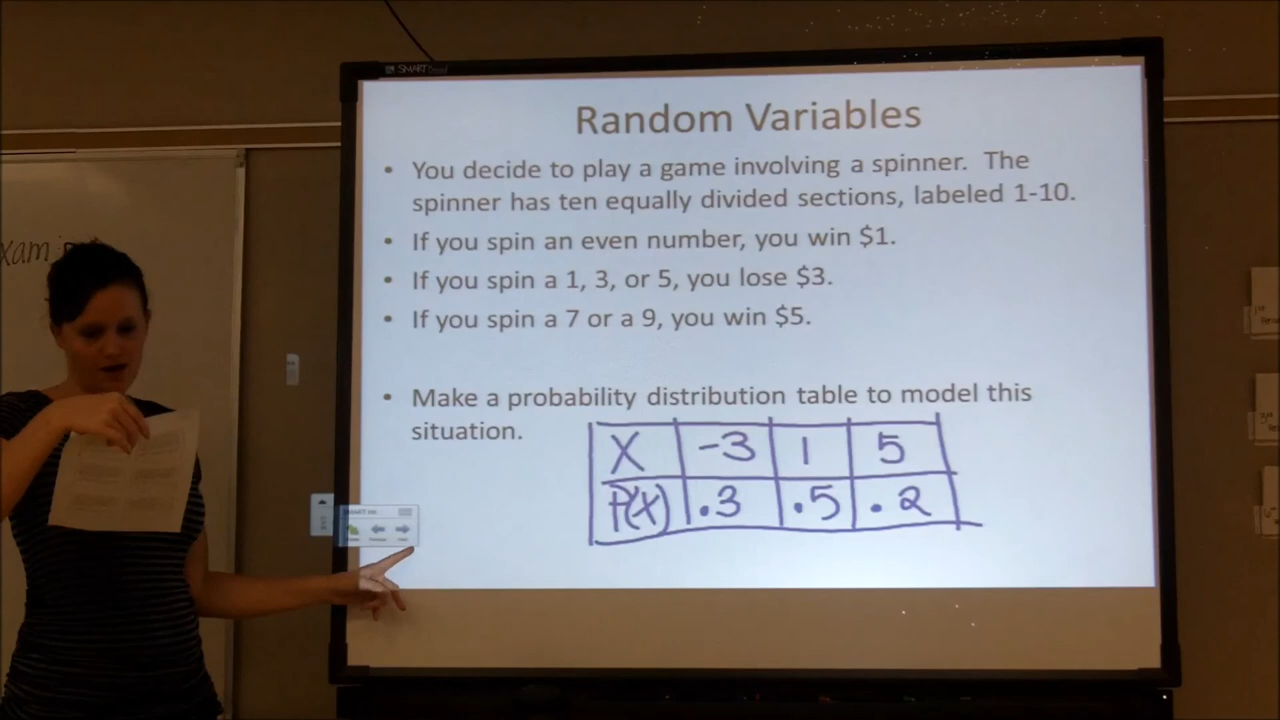 SMART
Random Variables
• You decide to play a game involving a spinner. The
spinner has ten equally divided sections, labeled 1-10.
• If you spin an even number, you win $1.
• If you spin a 1, 3, or 5, you lose $3.
• If you spin a 7 or a 9, you win $5.
• Make a probability distribution table to model this
situation.
X -3 1 5
P(X) .3 .5 .2